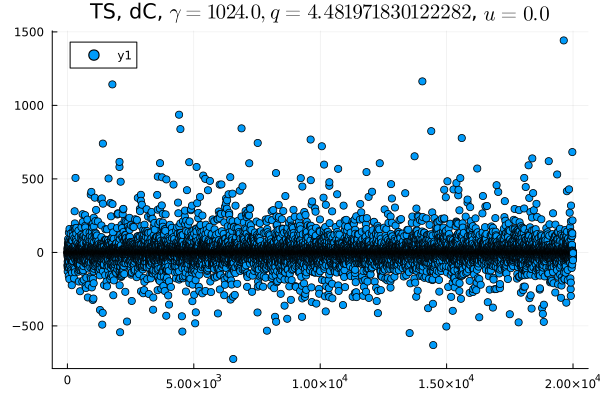 TS, dC, γ = 1024.0, q = 4.481971830122282, u = 0.0
y1
1500
1000
500
0
−500
0 5.00×10³ 1.00×10⁴ 1.50×10⁴ 2.00×10⁴